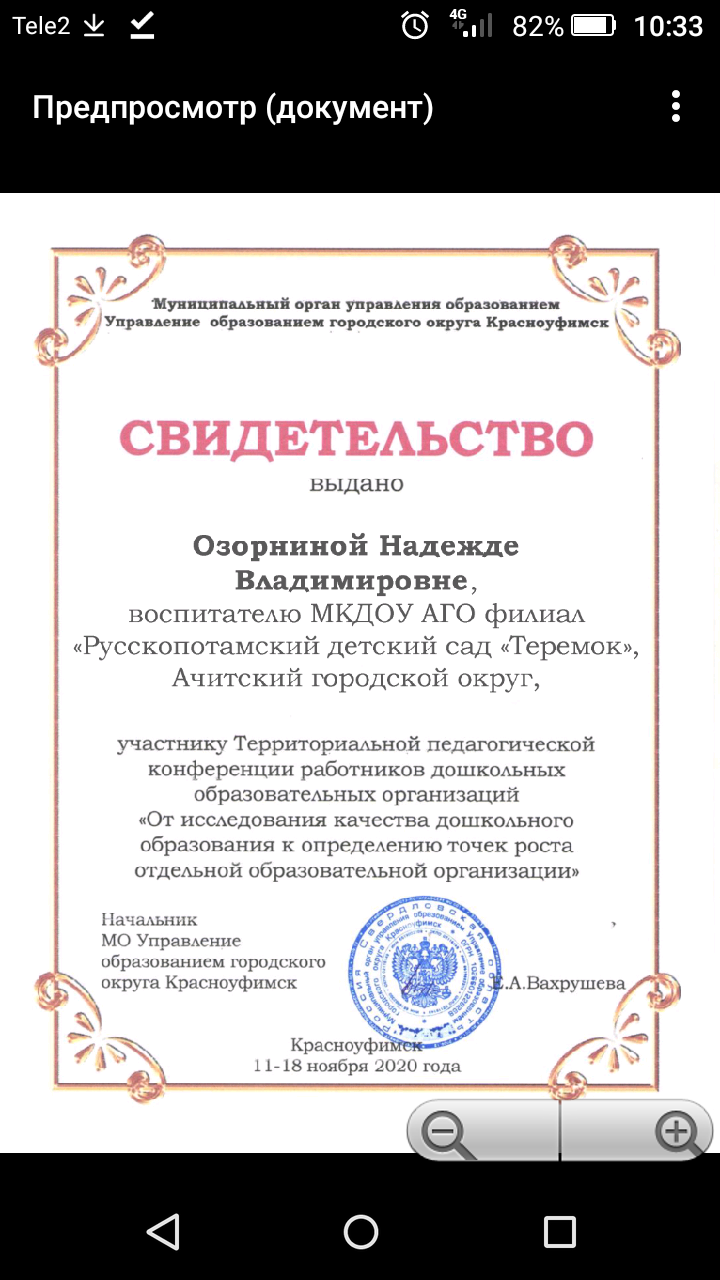 Tele2 4G 82% 10:33
Предпросмотр (документ)
Муниципальный орган управления образованием
Управление образованием городского округа Красноуфимск
СВИДЕТЕЛЬСТВО
выдано
Озорниной Надежде
Владимировне,
воспитателю МКДОУ АГО филиал
«Русскопотамский детский сад «Теремок»,
Ачитский городской округ,
участнику Территориальной педагогической
конференции работников дошкольных
образовательных организаций
«От исследования качества дошкольного
образования к определению точек роста
отдельной образовательной организации»
Начальник
МО Управление
образованием городского
округа Красноуфимск
Е.А.Вахрушева
Россия Свердловская область
Красноуфимск
11-18 ноября 2020 года